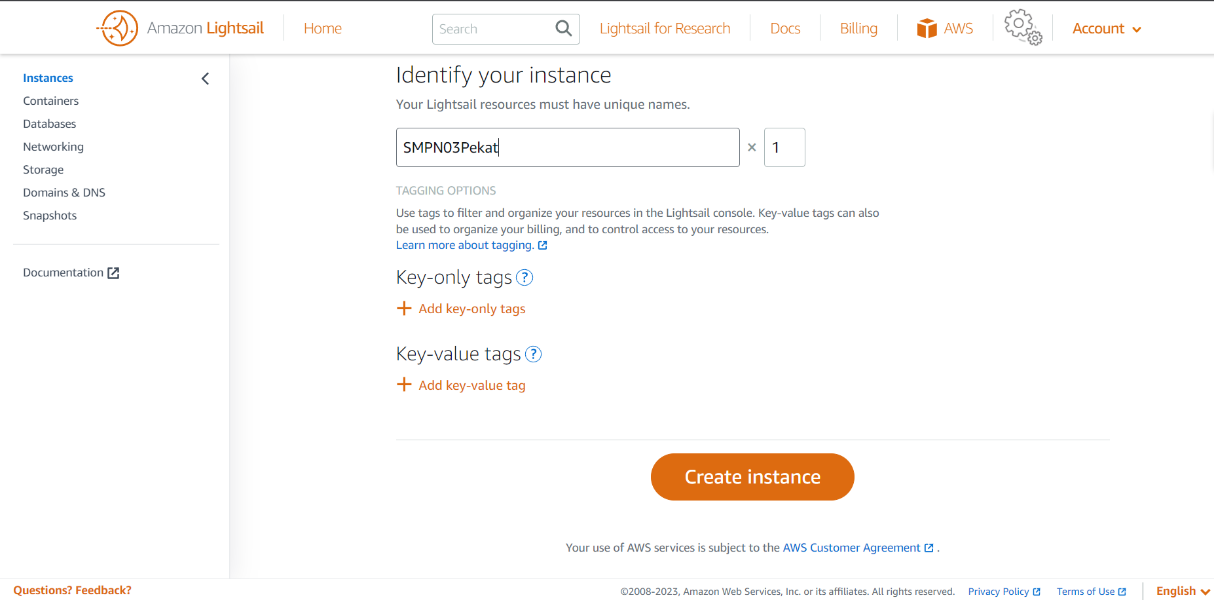 Amazon Lightsail
Home
Search
Lightsail for Research
Docs
Billing
AWS
Account
Instances
Containers
Databases
Networking
Storage
Domains & DNS
Snapshots
Documentation
Identify your instance
Your Lightsail resources must have unique names.
SMPN03Pekat × 1
TAGGING OPTIONS
Use tags to filter and organize your resources in the Lightsail console. Key-value tags can also
be used to organize your billing, and to control access to your resources.
Learn more about tagging.
Key-only tags ?
+ Add key-only tags
Key-value tags ?
+ Add key-value tag
Create instance
Your use of AWS services is subject to the AWS Customer Agreement .
Questions? Feedback?
©2008-2023, Amazon Web Services, Inc. or its affiliates. All rights reserved.
Privacy Policy
Terms of Use
English